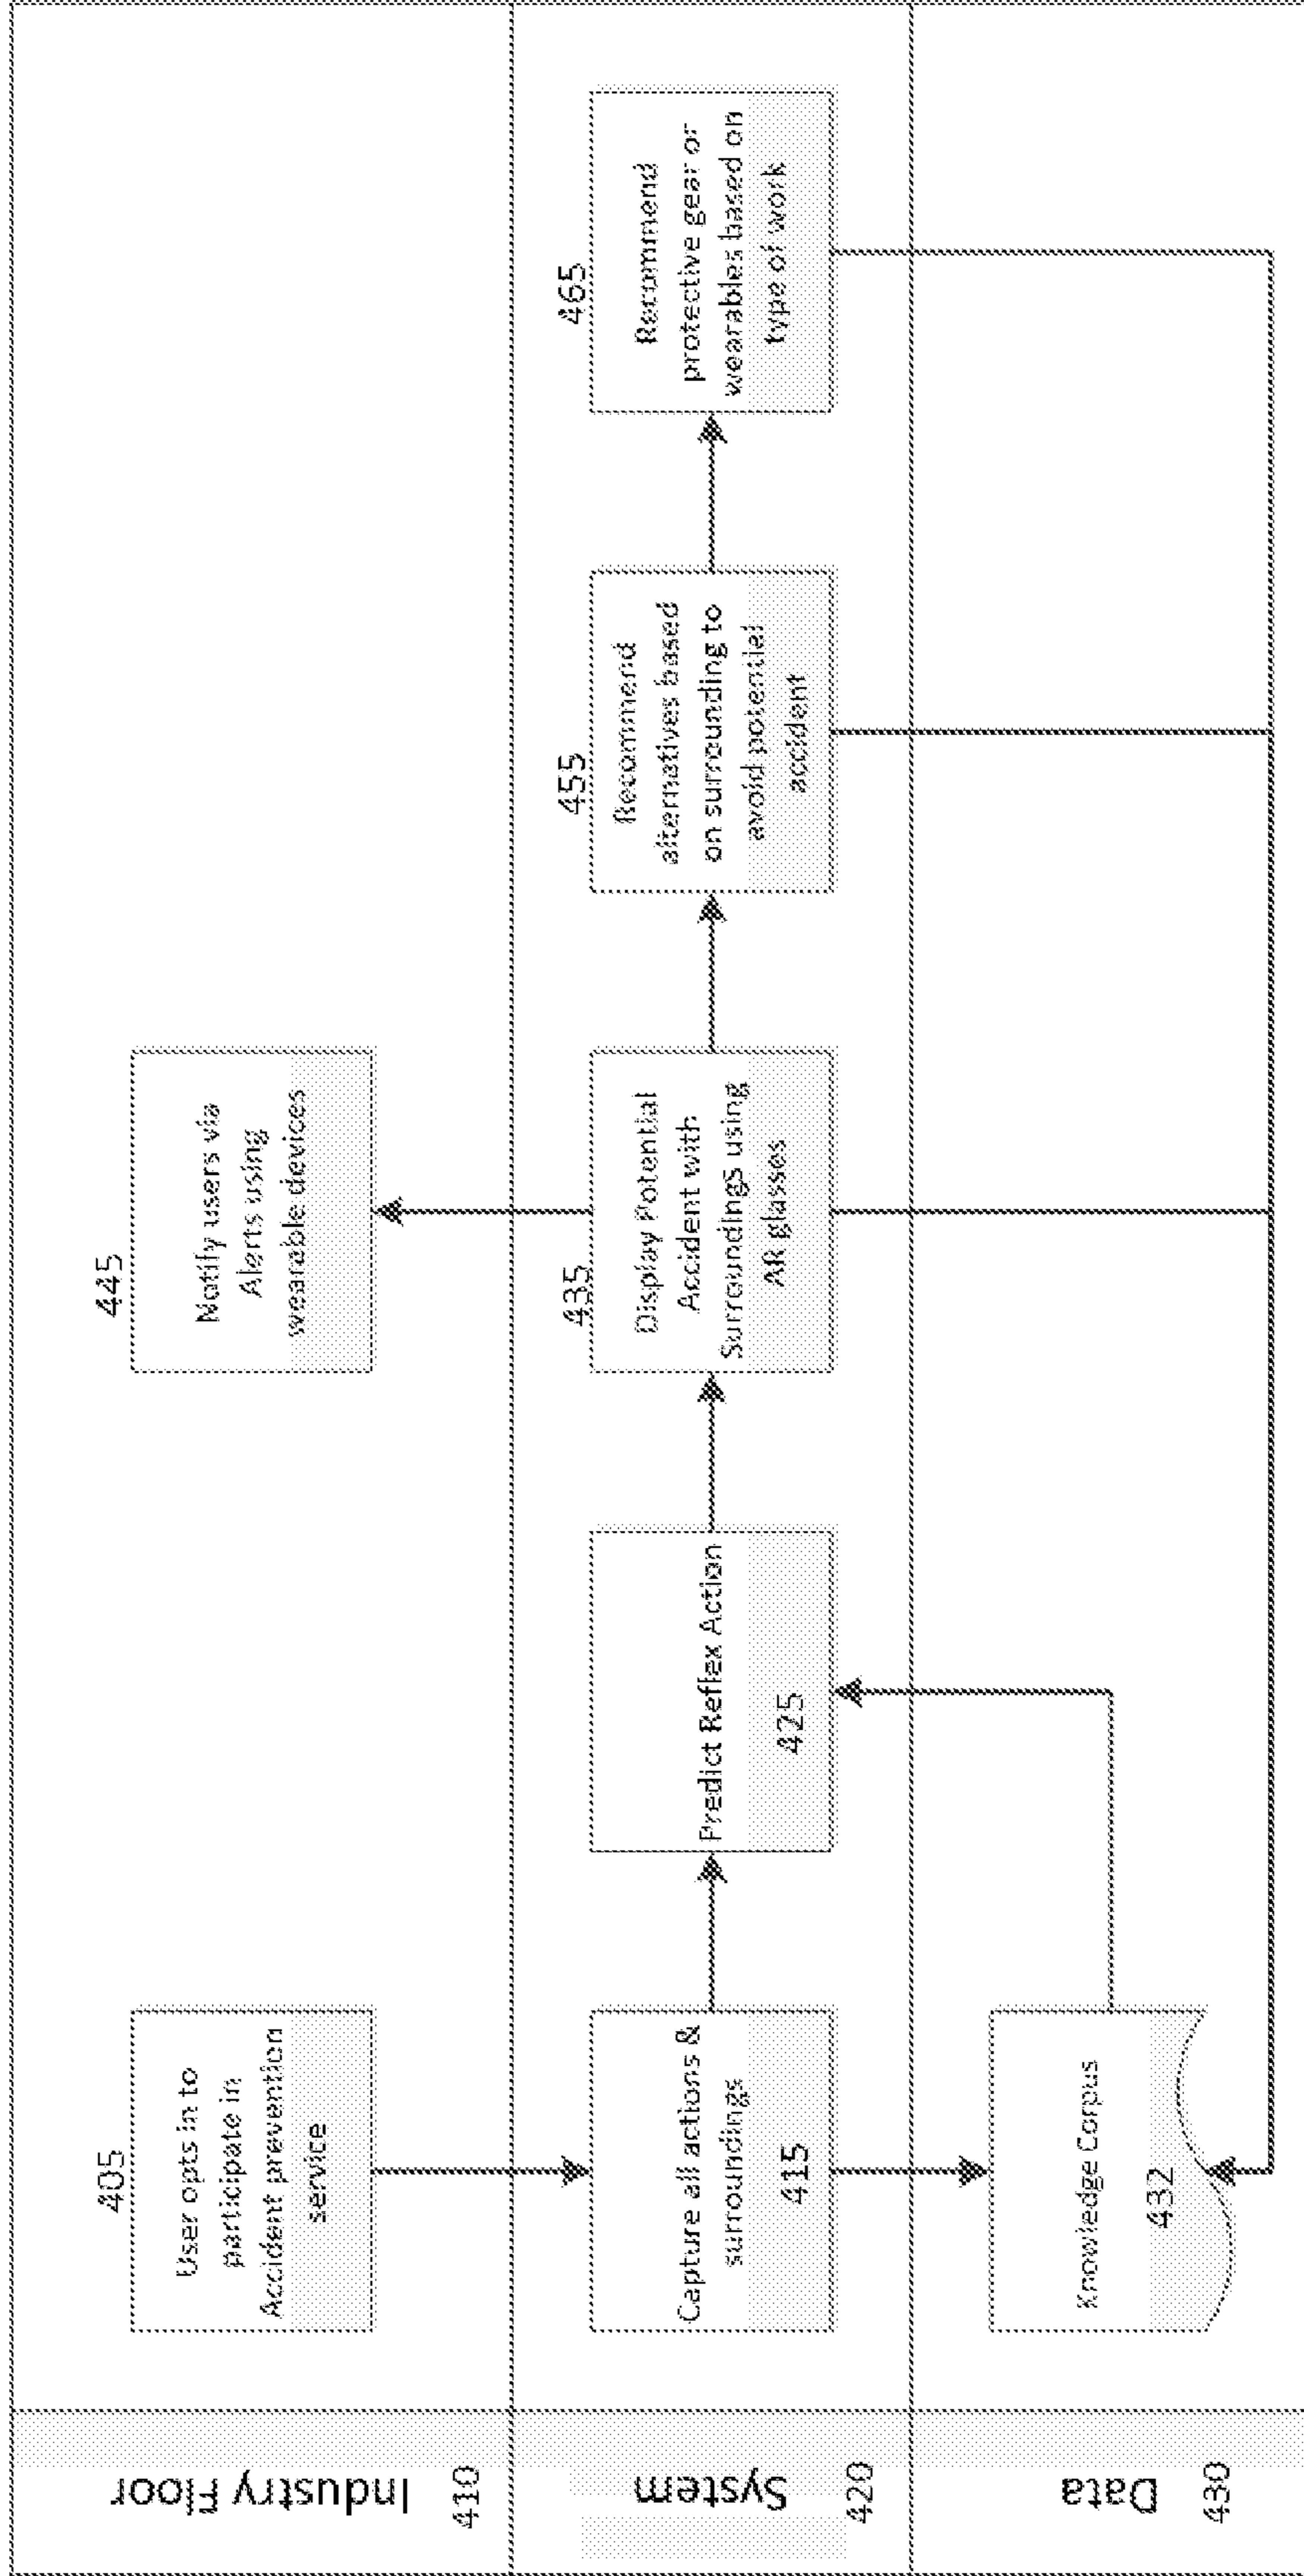 Industry Floor
410
405
User opts in to
participate in
Accident prevention
service
445
Notify users via
Alerts using
wearable devices
System
420
Capture all actions &
surroundings
415
Predict Reflex Action
425
435
Display Potential
Accident with
Surroundings using
AR glasses
455
Recommend
alternatives based
on surrounding to
avoid potential
accident
465
Recommend
protective gear or
wearables based on
type of work
Data
430
Knowledge Corpus
432